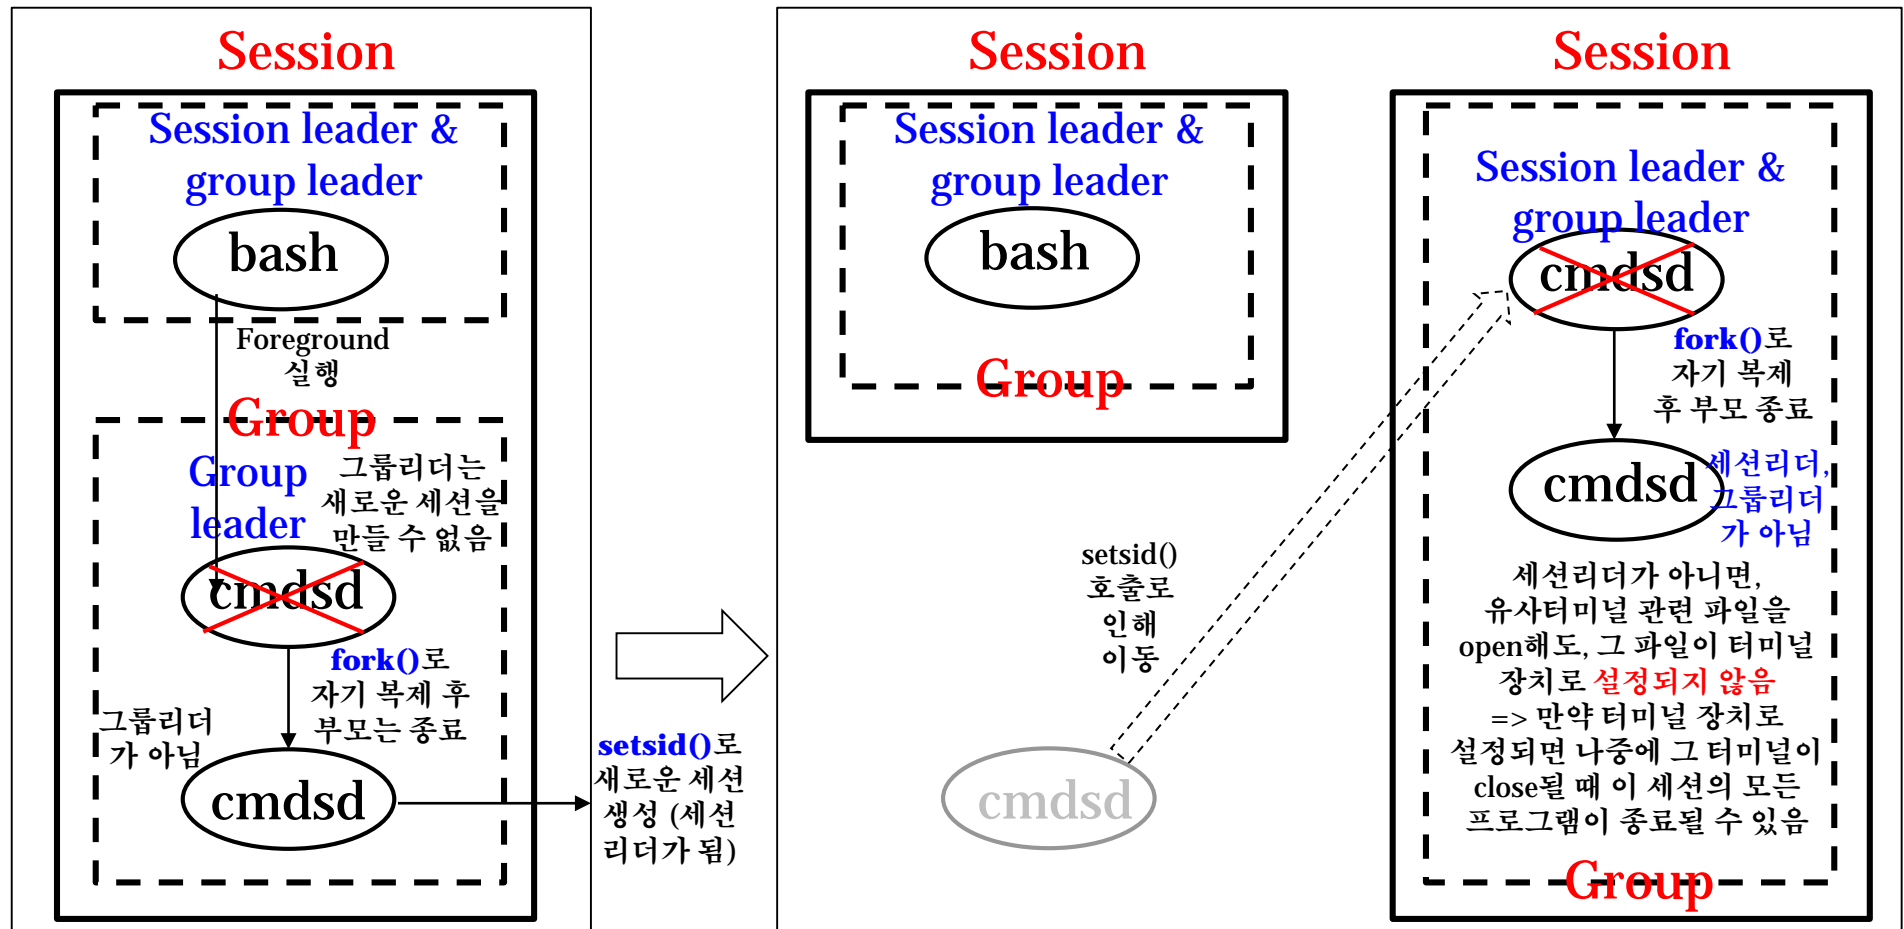 Session
Session leader &
group leader
bash
Foreground
실행
Group
Group
leader
그룹리더는
새로운 세션을
만들 수 없음
cmdsd
fork()로
자기 복제 후
부모는 종료
그룹리더
가 아님
cmdsd
setsid()로
새로운 세션
생성 (세션
리더가 됨)
Session
Session leader &
group leader
bash
Group
setsid()
호출로
인해
이동
cmdsd
Session
Session leader &
group leader
cmdsd
fork()로
자기 복제
후 부모 종료
cmdsd
세션리더,
그룹리더
가 아님
세션리더가 아니면,
유사터미널 관련 파일을
open해도, 그 파일이 터미널
장치로 설정되지 않음
=> 만약 터미널 장치로
설정되면 나중에 그 터미널이
close될 때 이 세션의 모든
프로그램이 종료될 수 있음
Group